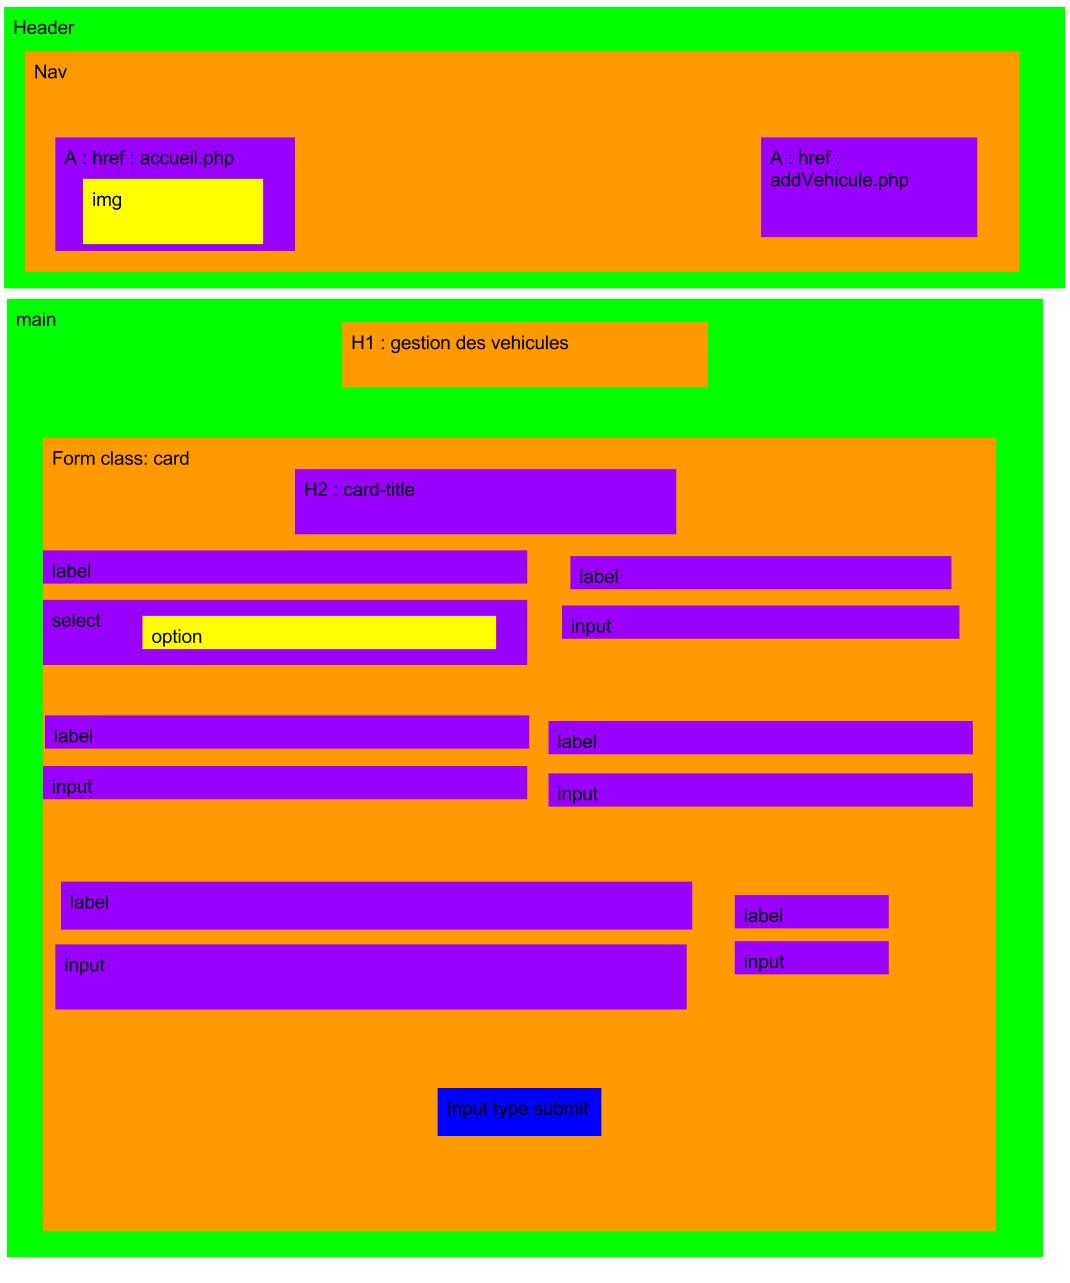 Header
Nav
A : href : accueil.php
img
A : href :
addVehicule.php
main
H1 : gestion des vehicules
Form class: card
H2 : card-title
label
label
select
option
input
label
label
input
input
label
label
input
input
Input type submit